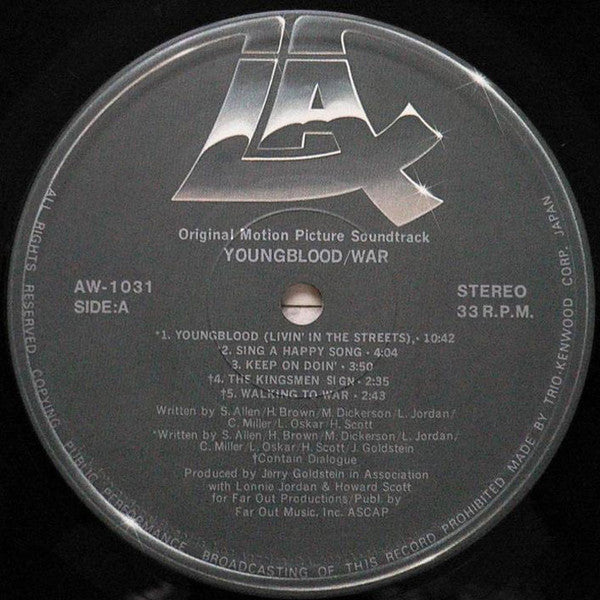 LAX
Original Motion Picture Soundtrack
YOUNGBLOOD/WAR
AW-1031
SIDE:A
STEREO
33 R.P.M.
*1. YOUNGBLOOD (LIVIN' IN THE STREETS), · 10:42
*2. SING A HAPPY SONG · 4:04
3. KEEP ON DOIN' · 3:50
†4. THE KINGSMEN SIGN · 2:35
†5. WALKING TO WAR · 2:43
Written by S. Allen/H. Brown/M. Dickerson/L. Jordan/
C. Miller/L. Oskar/H. Scott
*Written by S. Allen/H. Brown/M. Dickerson/L. Jordan/
C. Miller/L. Oskar/H. Scott/J. Goldstein
†Contain Dialogue
Produced by Jerry Goldstein in Association
with Lonnie Jordan & Howard Scott
for Far Out Productions/Publ. by
Far Out Music, Inc. ASCAP
ALL RIGHTS RESERVED. COPYING, PUBLIC PERFORMANCE, BROADCASTING OF THIS RECORD PROHIBITED MADE BY TRIO-KENWOOD CORP. JAPAN